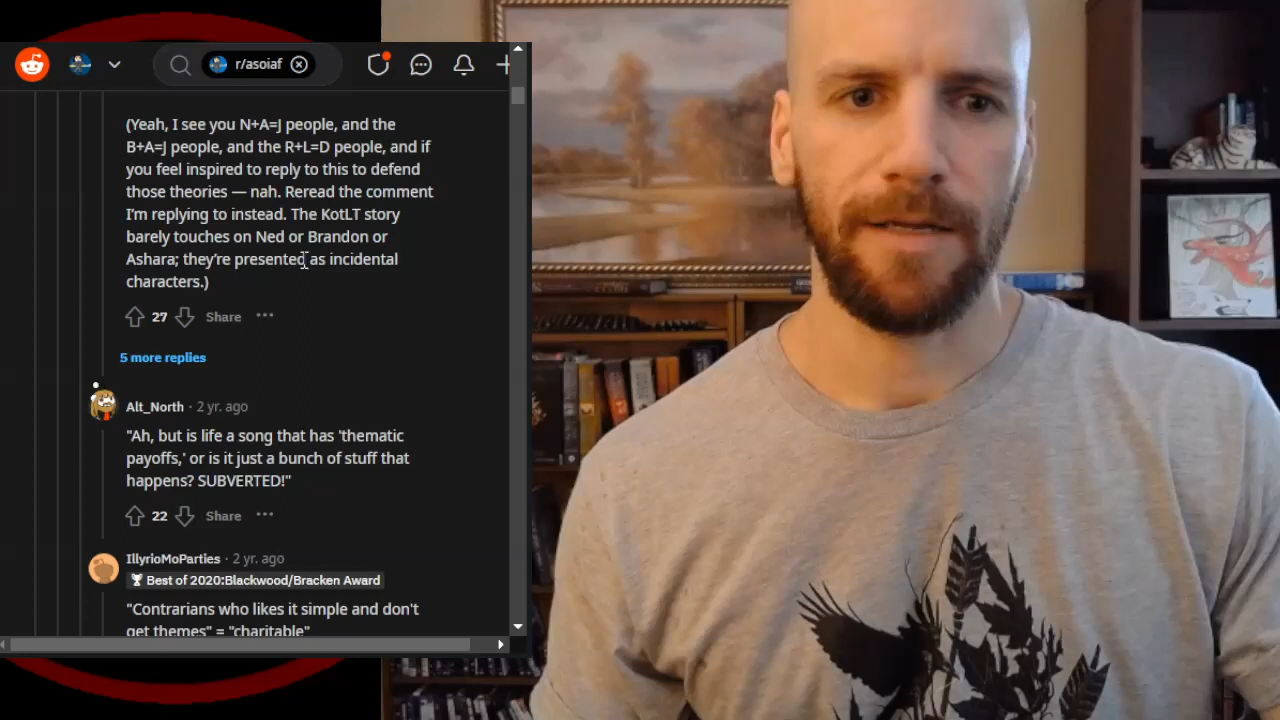 r/asoiaf
(Yeah, I see you N+A=J people, and the
B+A=J people, and the R+L=D people, and if
you feel inspired to reply to this to defend
those theories — nah. Reread the comment
I'm replying to instead. The KotLT story
barely touches on Ned or Brandon or
Ashara; they're presented as incidental
characters.)
27 Share
5 more replies
Alt_North · 2 yr. ago
"Ah, but is life a song that has 'thematic
payoffs,' or is it just a bunch of stuff that
happens? SUBVERTED!"
22 Share
IllyrioMoParties · 2 yr. ago
Best of 2020:Blackwood/Bracken Award
"Contrarians who likes it simple and don't
get themes" = "charitable"